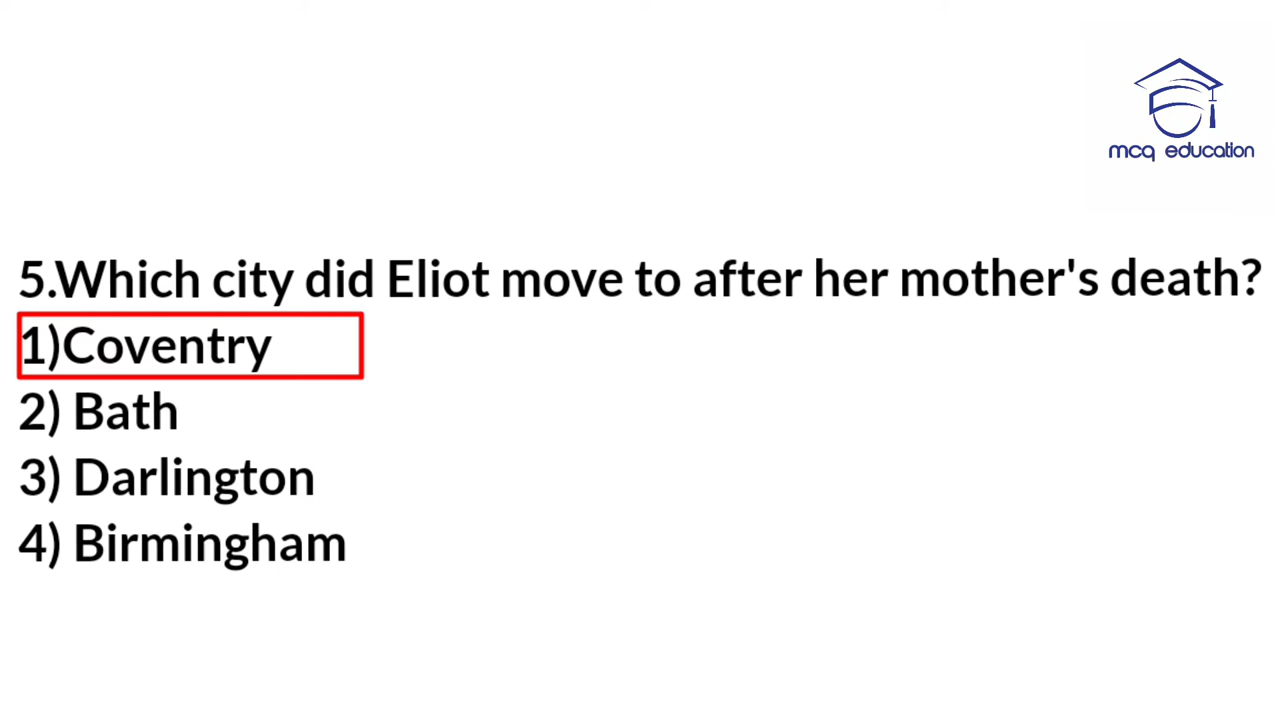 mcq education
5.Which city did Eliot move to after her mother's death?
1)Coventry
2) Bath
3) Darlington
4) Birmingham